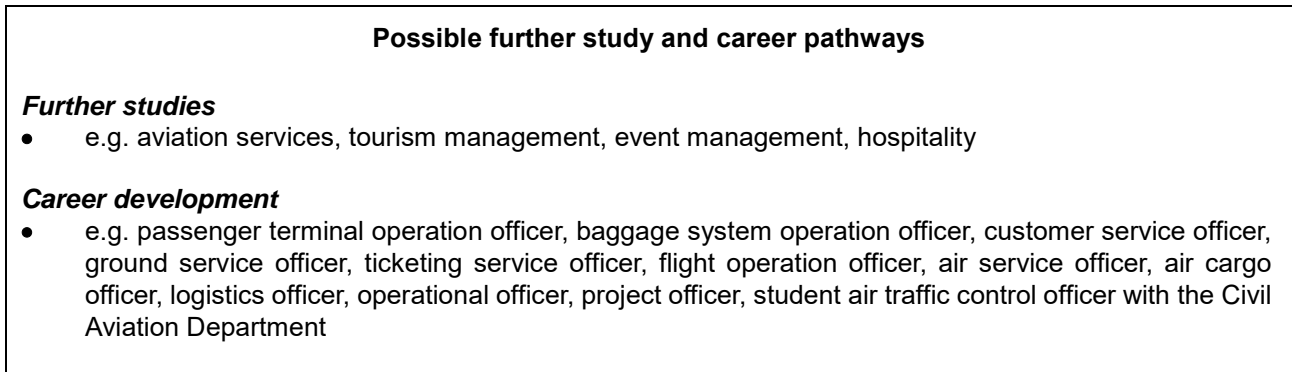 Possible further study and career pathways
Further studies
● e.g. aviation services, tourism management, event management, hospitality
Career development
● e.g. passenger terminal operation officer, baggage system operation officer, customer service officer,
ground service officer, ticketing service officer, flight operation officer, air service officer, air cargo
officer, logistics officer, operational officer, project officer, student air traffic control officer with the Civil
Aviation Department